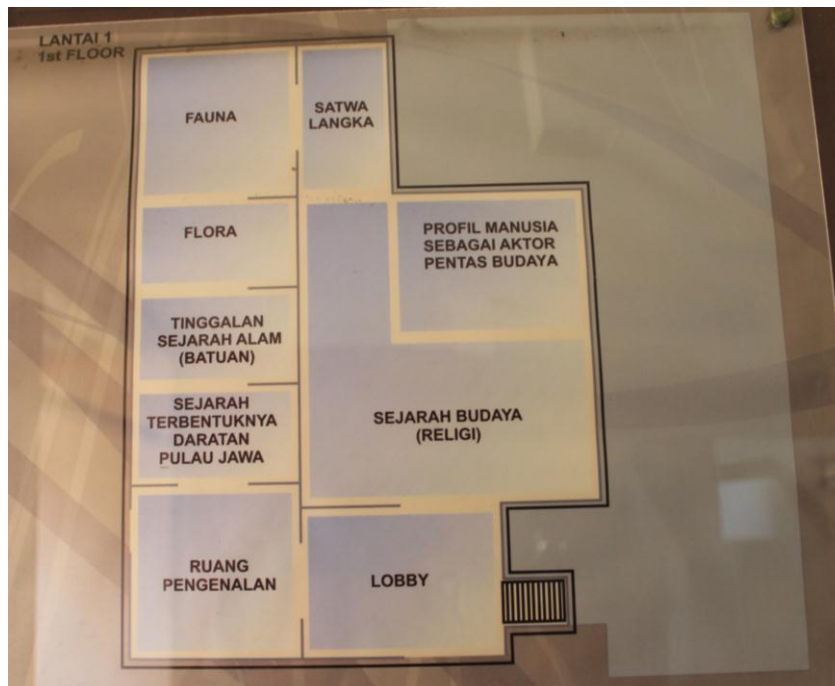 LANTAI 1
1st FLOOR
FAUNA
SATWA
LANGKA
FLORA
PROFIL MANUSIA
SEBAGAI AKTOR
PENTAS BUDAYA
TINGGALAN
SEJARAH ALAM
(BATUAN)
SEJARAH
TERBENTUKNYA
DARATAN
PULAU JAWA
SEJARAH BUDAYA
(RELIGI)
RUANG
PENGENALAN
LOBBY